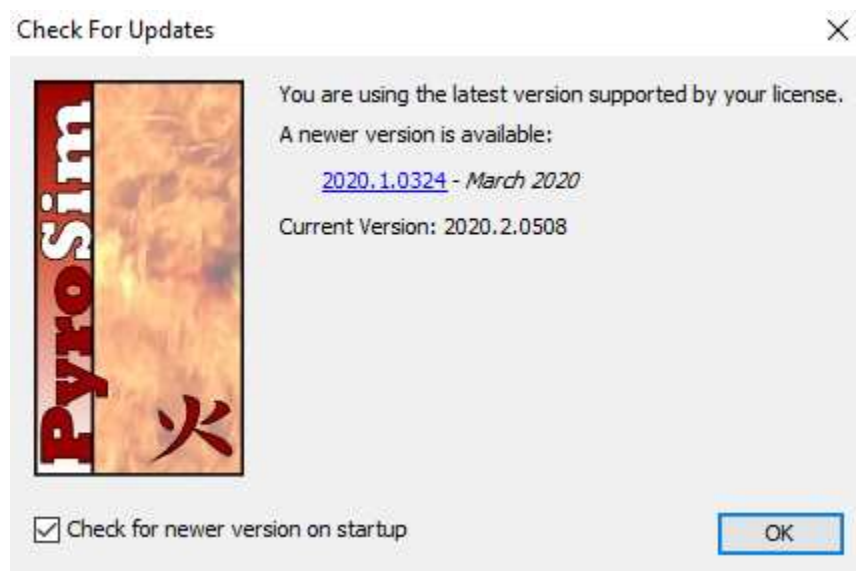 Check For Updates
You are using the latest version supported by your license.
A newer version is available:
2020.1.0324 - March 2020
Current Version: 2020.2.0508
PyroSim
火
Check for newer version on startup
OK